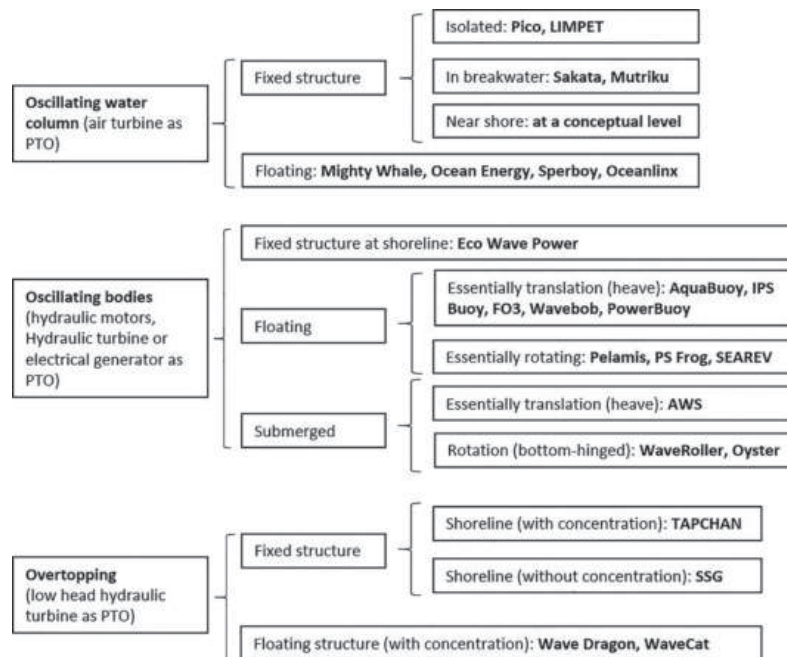 Oscillating water
column (air turbine as
PTO)
Fixed structure
Isolated: Pico, LIMPET
In breakwater: Sakata, Mutriku
Near shore: at a conceptual level
Floating: Mighty Whale, Ocean Energy, Sperboy, Oceanlinx
Oscillating bodies
(hydraulic motors,
Hydraulic turbine or
electrical generator as
PTO)
Fixed structure at shoreline: Eco Wave Power
Floating
Essentially translation (heave): AquaBuoy, IPS
Buoy, FO3, Wavebob, PowerBuoy
Essentially rotating: Pelamis, PS Frog, SEAREV
Submerged
Essentially translation (heave): AWS
Rotation (bottom-hinged): WaveRoller, Oyster
Overtopping
(low head hydraulic
turbine as PTO)
Fixed structure
Shoreline (with concentration): TAPCHAN
Shoreline (without concentration): SSG
Floating structure (with concentration): Wave Dragon, WaveCat